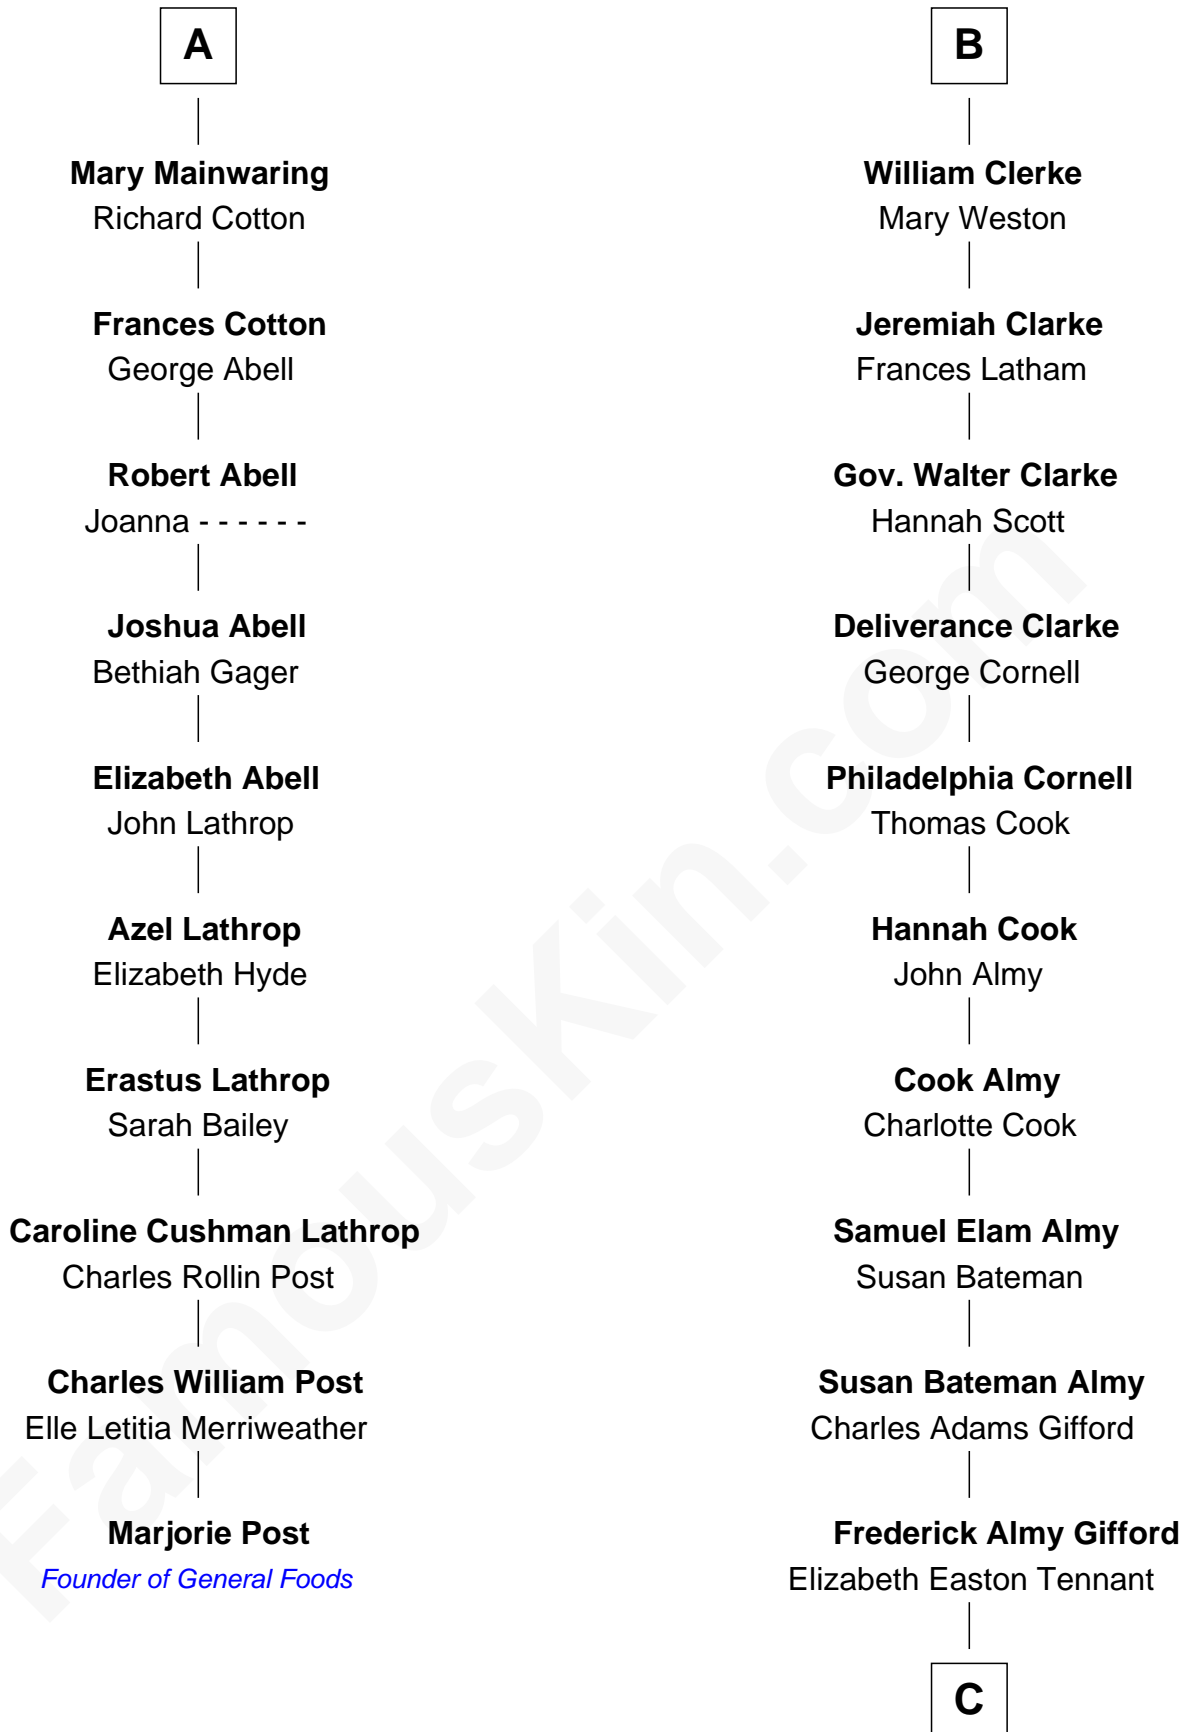 A
Mary Mainwaring
Richard Cotton
Frances Cotton
George Abell
Robert Abell
Joanna - - - - - -
Joshua Abell
Bethiah Gager
Elizabeth Abell
John Lathrop
Azel Lathrop
Elizabeth Hyde
Erastus Lathrop
Sarah Bailey
Caroline Cushman Lathrop
Charles Rollin Post
Charles William Post
Elle Letitia Merriweather
Marjorie Post
Founder of General Foods
B
William Clerke
Mary Weston
Jeremiah Clarke
Frances Latham
Gov. Walter Clarke
Hannah Scott
Deliverance Clarke
George Cornell
Philadelphia Cornell
Thomas Cook
Hannah Cook
John Almy
Cook Almy
Charlotte Cook
Samuel Elam Almy
Susan Bateman
Susan Bateman Almy
Charles Adams Gifford
Frederick Almy Gifford
Elizabeth Easton Tennant
C
FamousKin.com